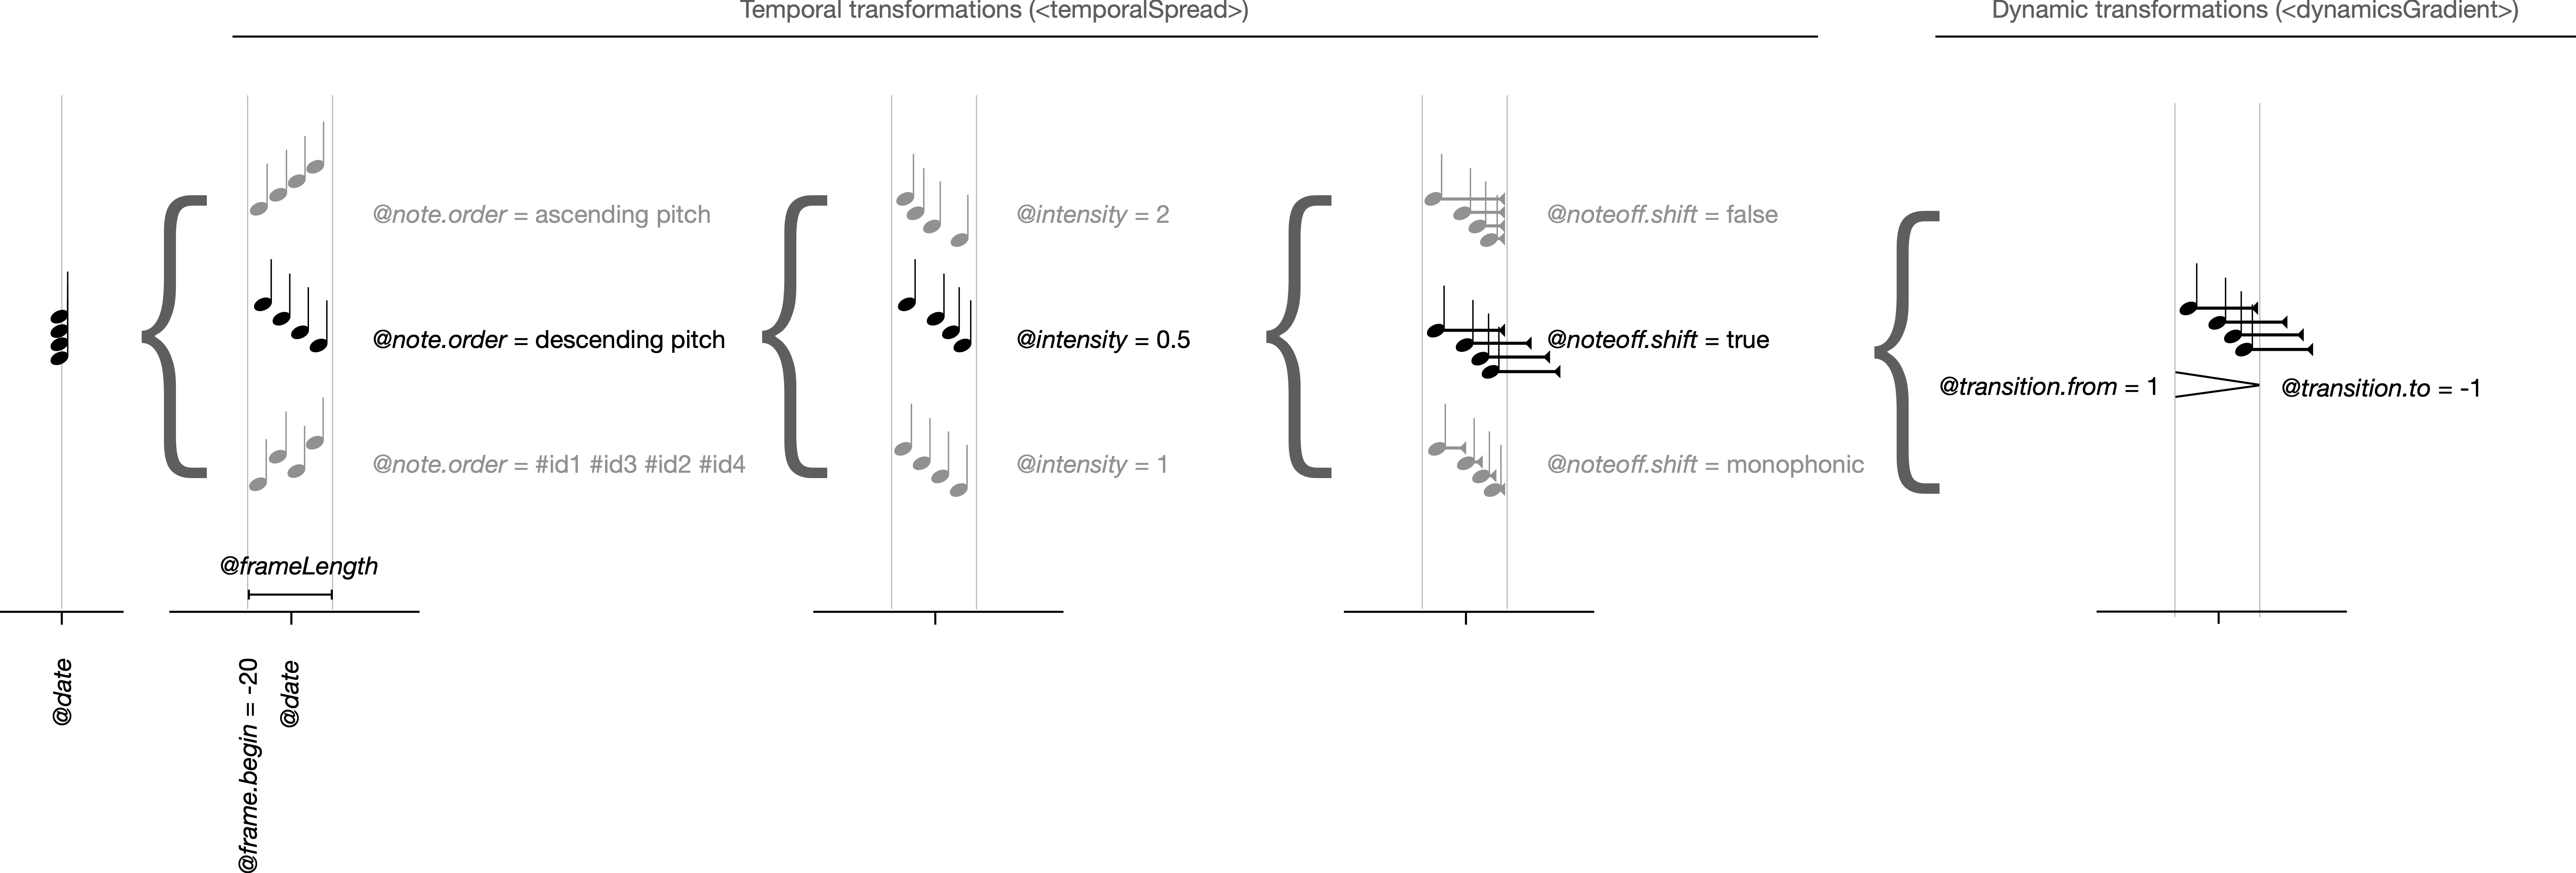 Temporal transformations (<temporalSpread>)
Dynamic transformations (<dynamicsGradient>)
@note.order = ascending pitch
@note.order = descending pitch
@note.order = #id1 #id3 #id2 #id4
@frameLength
@intensity = 2
@intensity = 0.5
@intensity = 1
@noteoff.shift = false
@noteoff.shift = true
@noteoff.shift = monophonic
@transition.from = 1
@transition.to = -1
@date
@frame.begin = -20
@date